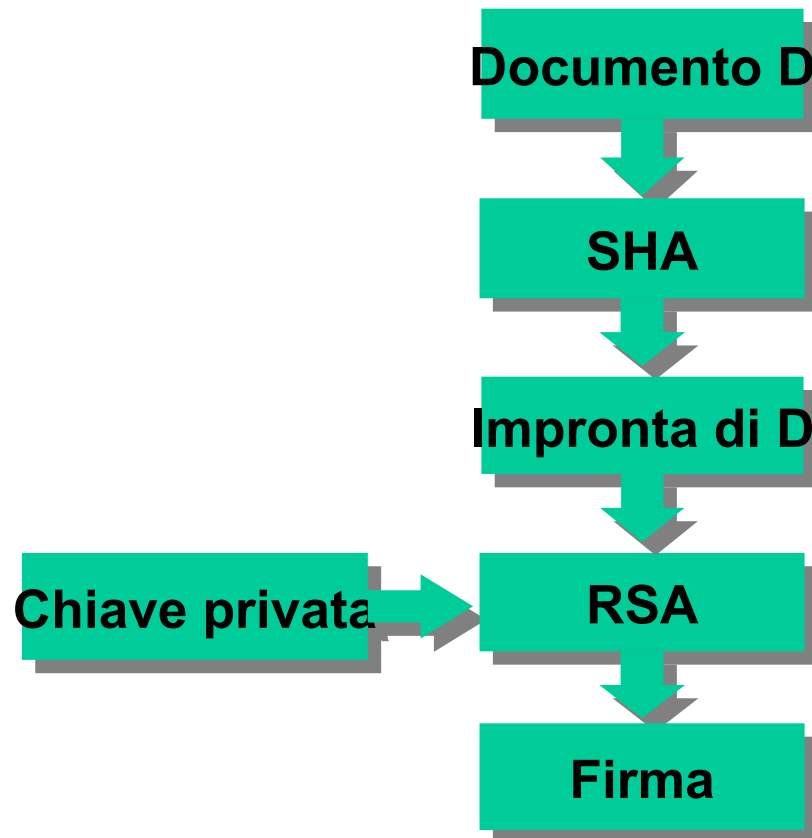 Documento D
SHA
Impronta di D
Chiave privata
RSA
Firma